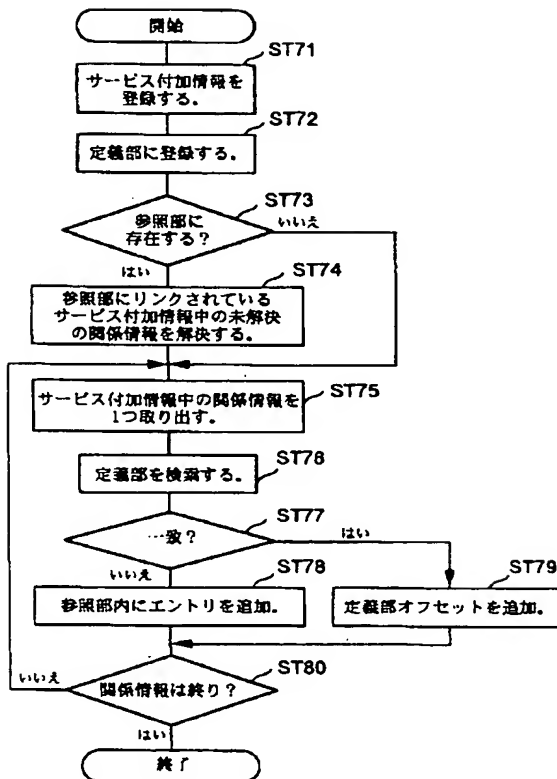 開始
ST71
サービス付加情報を
登録する。
ST72
定義部に登録する。
ST73
参照部に
存在する?
いいえ
はい
ST74
参照部にリンクされている
サービス付加情報中の未解決
の関係情報を解決する。
サービス付加情報中の関係情報を
1つ取り出す。
ST75
ST78
定義部を検索する。
ST77
一致?
はい
いいえ
ST78
参照部内にエントリを追加。
ST79
定義部オフセットを追加。
ST80
いいえ
関係情報は終り?
はい
終了